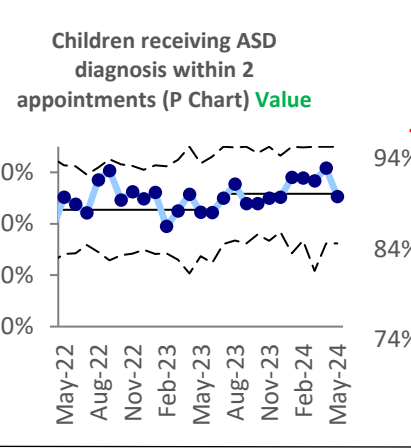 Children receiving ASD
diagnosis within 2
appointments (P Chart) Value
0%
0%
0%
0%
94%
84%
74%
May-22
Aug-22
Nov-22
Feb-23
May-23
Aug-23
Nov-23
Feb-24
May-24